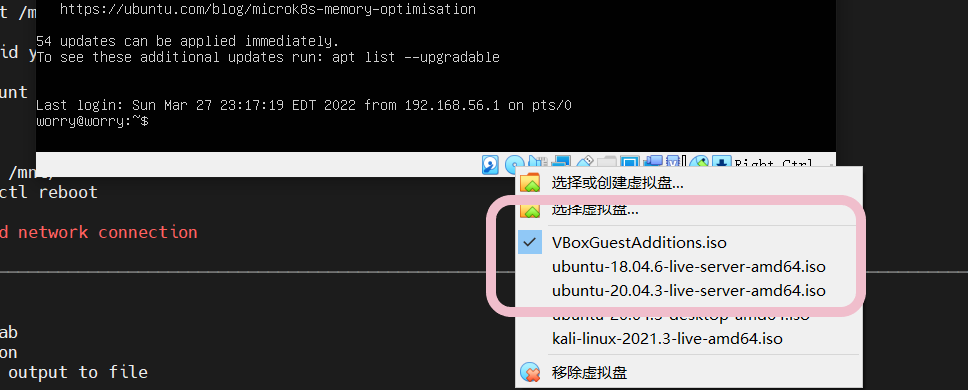 t /m
https://ubuntu.com/blog/microk8s-memory-optimisation
54 updates can be applied immediately.
id y
To see these additional updates run: apt list --upgradable
unt
Last login: Sun Mar 27 23:17:19 EDT 2022 from 192.168.56.1 on pts/0
worry@worry:~$
Right Ctrl
/mnt/
选择或创建虚拟盘...
ctl reboot
选择虚拟盘...
d network connection
VBoxGuestAdditions.iso
ubuntu-18.04.6-live-server-amd64.iso
ubuntu-20.04.3-live-server-amd64.iso
ubuntu-20.04.3-desktop-amd64.iso
ab
kali-linux-2021.3-live-amd64.iso
on
output to file
移除虚拟盘